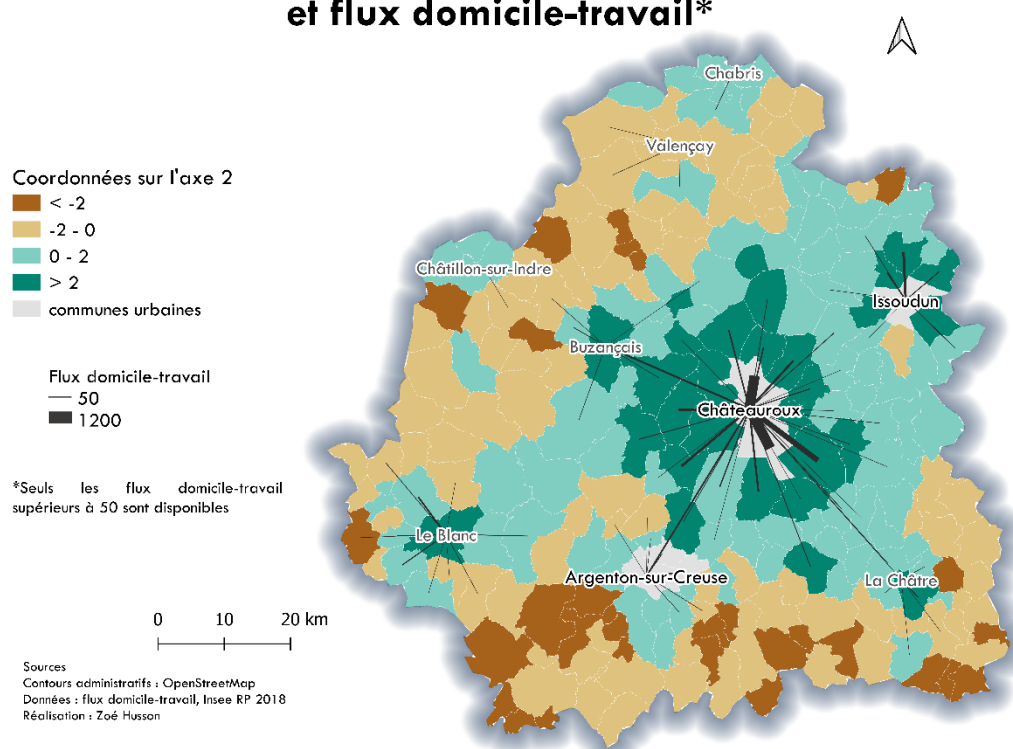 et flux domicile-travail*
Chabris
Valençay
Coordonnées sur l'axe 2
< -2
-2 - 0
0 - 2
> 2
communes urbaines
Châtillon-sur-Indre
Issoudun
Buzançais
Flux domicile-travail
50
1200
Châteauroux
*Seuls les flux domicile-travail
supérieurs à 50 sont disponibles
Le Blanc
Argenton-sur-Creuse
La Châtre
0 10 20 km
Sources
Contours administratifs : OpenStreetMap
Données : flux domicile-travail, Insee RP 2018
Réalisation : Zoé Husson